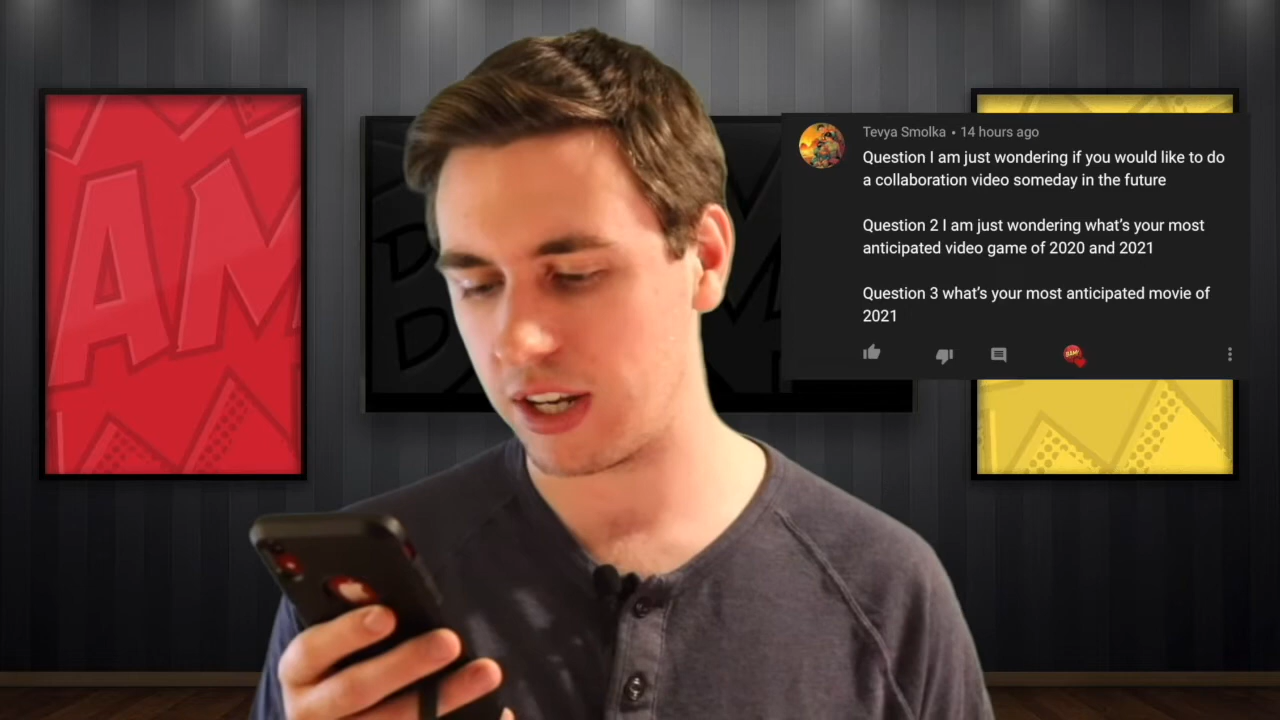 AM
Tevya Smolka • 14 hours ago
Question I am just wondering if you would like to do
a collaboration video someday in the future
Question 2 I am just wondering what's your most
anticipated video game of 2020 and 2021
Question 3 what's your most anticipated movie of
2021
BAM!